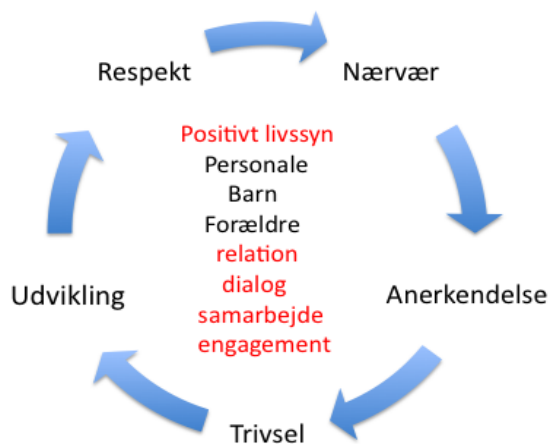 Respekt
Nærvær
Positivt livssyn
Personale
Barn
Forældre
relation
dialog
samarbejde
engagement
Udvikling
Anerkendelse
Trivsel